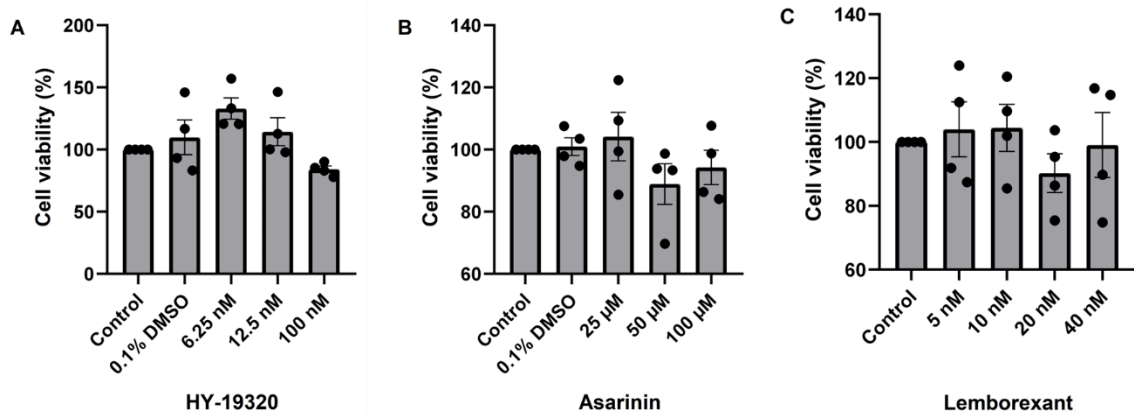 A
Cell viability (%)
200
150
100
50
0
Control
0.1% DMSO
6.25 nM
12.5 nM
100 nM
HY-19320
B
Cell viability (%)
140
120
100
80
60
Control
0.1% DMSO
25 µM
50 µM
100 µM
Asarinin
C
Cell viability (%)
140
120
100
80
60
Control
5 nM
10 nM
20 nM
40 nM
Lemborexant